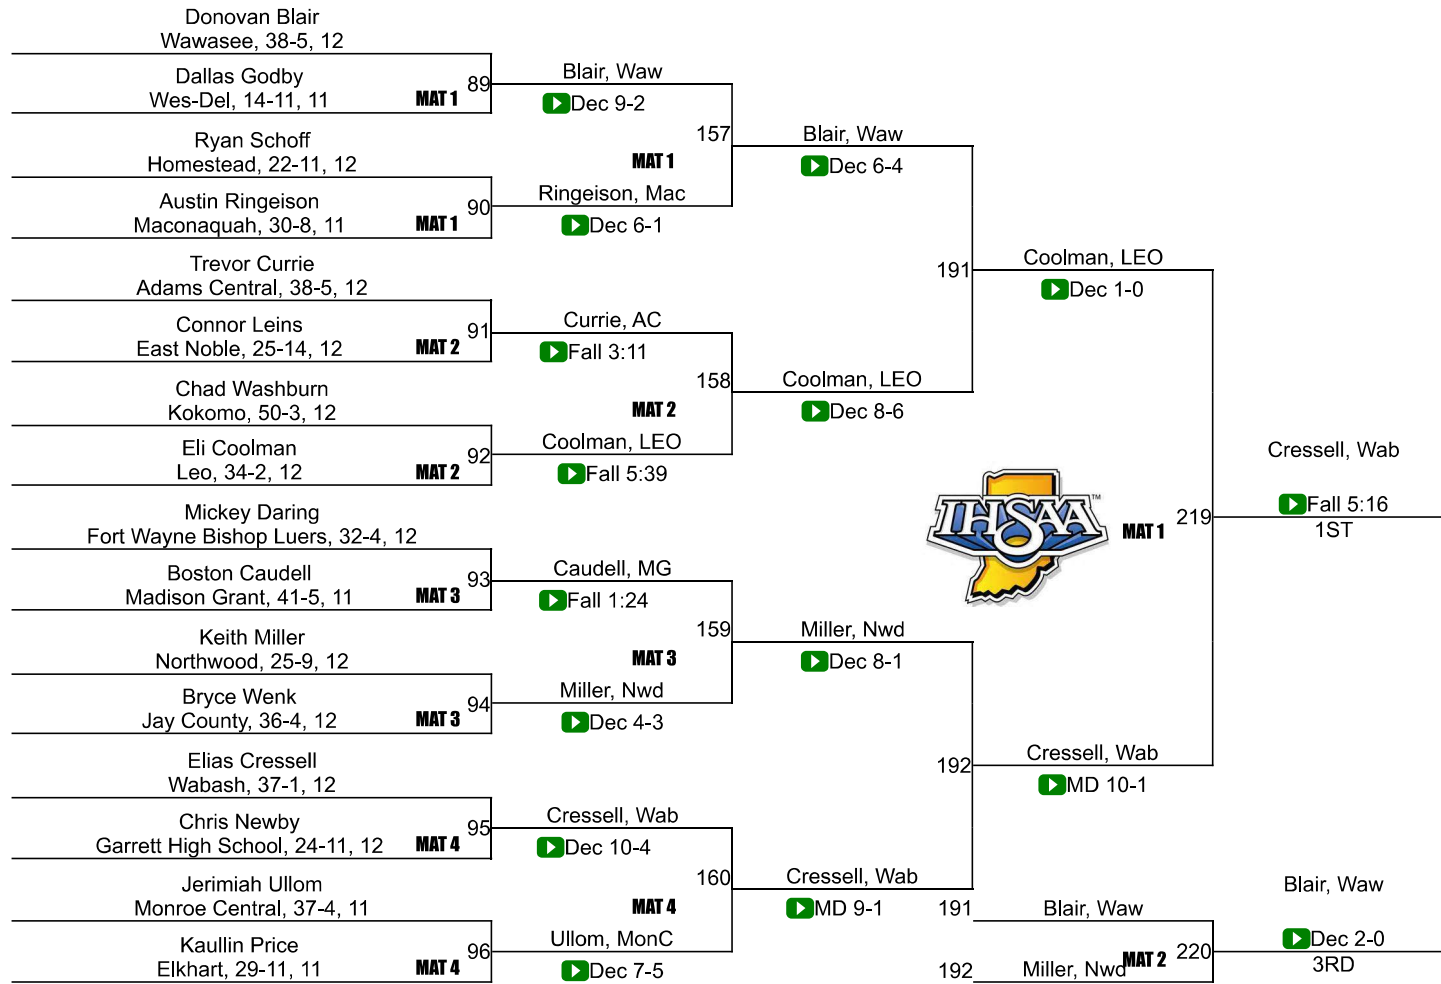 Donovan Blair
Wawasee, 38-5, 12
Dallas Godby
Wes-Del, 14-11, 11
MAT 1
89
Blair, Waw
Dec 9-2
Ryan Schoff
Homestead, 22-11, 12
Austin Ringeison
Maconaquah, 30-8, 11
MAT 1
90
Ringeison, Mac
Dec 6-1
157
MAT 1
Blair, Waw
Dec 6-4
Trevor Currie
Adams Central, 38-5, 12
Connor Leins
East Noble, 25-14, 12
MAT 2
91
Currie, AC
Fall 3:11
Chad Washburn
Kokomo, 50-3, 12
Eli Coolman
Leo, 34-2, 12
MAT 2
92
Coolman, LEO
Fall 5:39
158
MAT 2
Coolman, LEO
Dec 8-6
191
Coolman, LEO
Dec 1-0
Mickey Daring
Fort Wayne Bishop Luers, 32-4, 12
Boston Caudell
Madison Grant, 41-5, 11
MAT 3
93
Caudell, MG
Fall 1:24
Keith Miller
Northwood, 25-9, 12
Bryce Wenk
Jay County, 36-4, 12
MAT 3
94
Miller, Nwd
Dec 4-3
159
MAT 3
Miller, Nwd
Dec 8-1
Elias Cressell
Wabash, 37-1, 12
Chris Newby
Garrett High School, 24-11, 12
MAT 4
95
Cressell, Wab
Dec 10-4
Jerimiah Ullom
Monroe Central, 37-4, 11
Kaullin Price
Elkhart, 29-11, 11
MAT 4
96
Ullom, MonC
Dec 7-5
160
MAT 4
Cressell, Wab
MD 9-1
192
Cressell, Wab
MD 10-1
IHSAA™
MAT 1
219
Cressell, Wab
Fall 5:16
1ST
191
Blair, Waw
192
Miller, Nwd
MAT 2
220
Blair, Waw
Dec 2-0
3RD